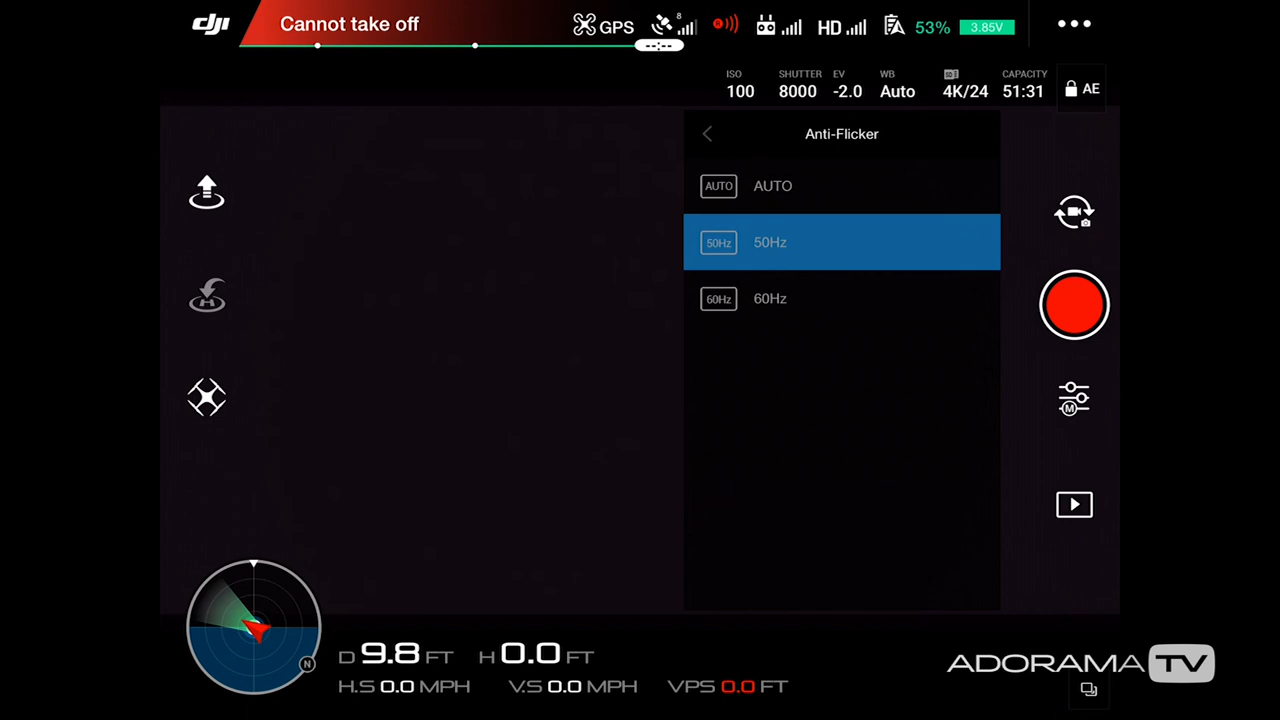 dji Cannot take off GPS 8 R HD 53% 3.85V
ISO SHUTTER EV WB CAPACITY
100 8000 -2.0 Auto 4K/24 51:31 AE
Anti-Flicker
AUTO AUTO
50Hz 50Hz
60Hz 60Hz
H
M
N
D 9.8 FT H 0.0 FT
H.S 0.0 MPH V.S 0.0 MPH VPS 0.0 FT
ADORAMA TV